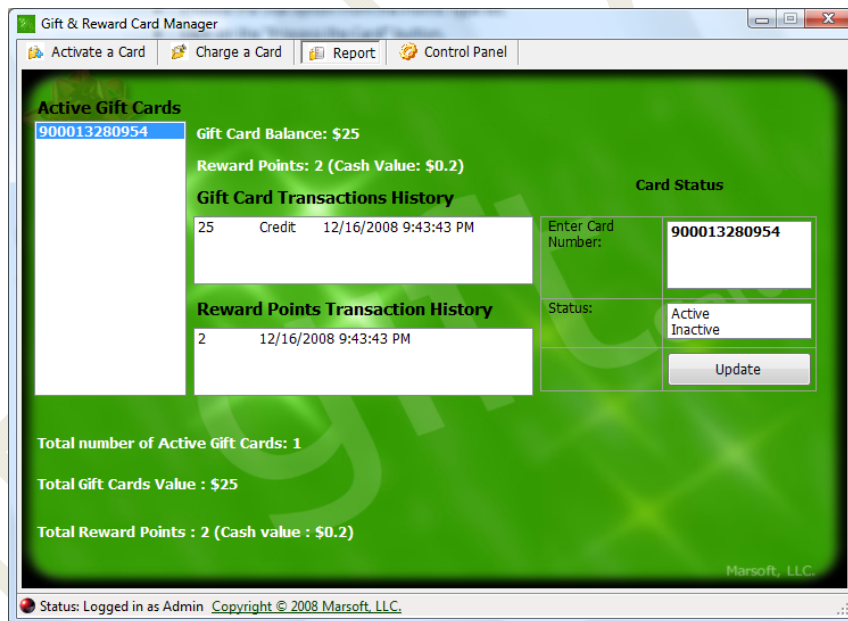 Gift & Reward Card Manager
Activate a Card
Charge a Card
Report
Control Panel
Active Gift Cards
900013280954
Gift Card Balance: $25
Reward Points: 2 (Cash Value: $0.2)
Gift Card Transactions History
25 Credit 12/16/2008 9:43:43 PM
Reward Points Transaction History
2 12/16/2008 9:43:43 PM
Card Status
Enter Card
Number:
900013280954
Status:
Active
Inactive
Update
Total number of Active Gift Cards: 1
Total Gift Cards Value : $25
Total Reward Points : 2 (Cash value : $0.2)
gift
Marsoft, LLC.
Status: Logged in as Admin Copyright © 2008 Marsoft, LLC.